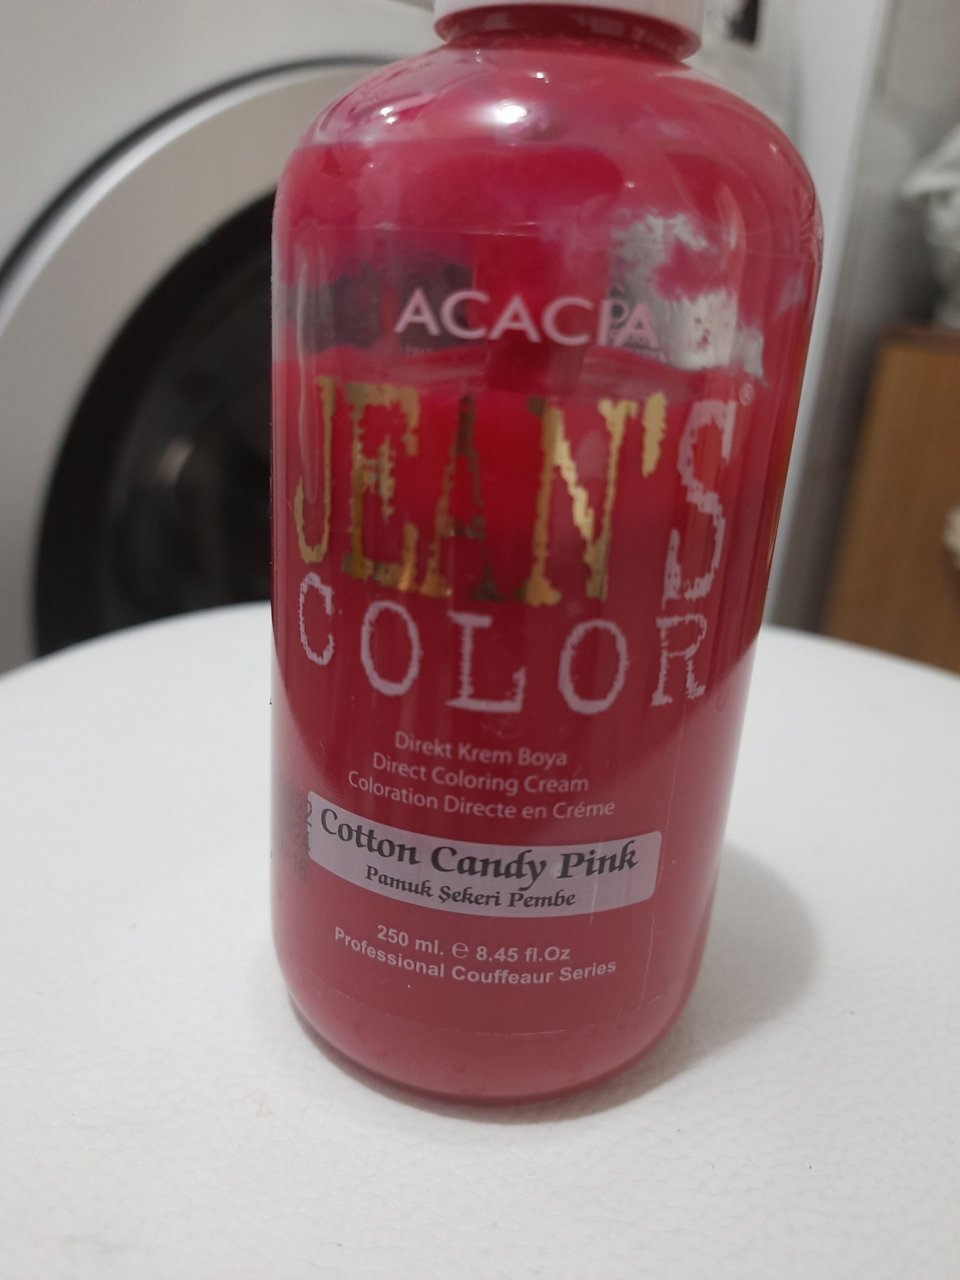 ACACIA
JEAN'S®
COLOR
Direkt Krem Boya
Direct Coloring Cream
Coloration Directe en Créme
Cotton Candy Pink
Pamuk Şekeri Pembe
250 ml. ℮ 8.45 fl.Oz
Professional Couffeaur Series